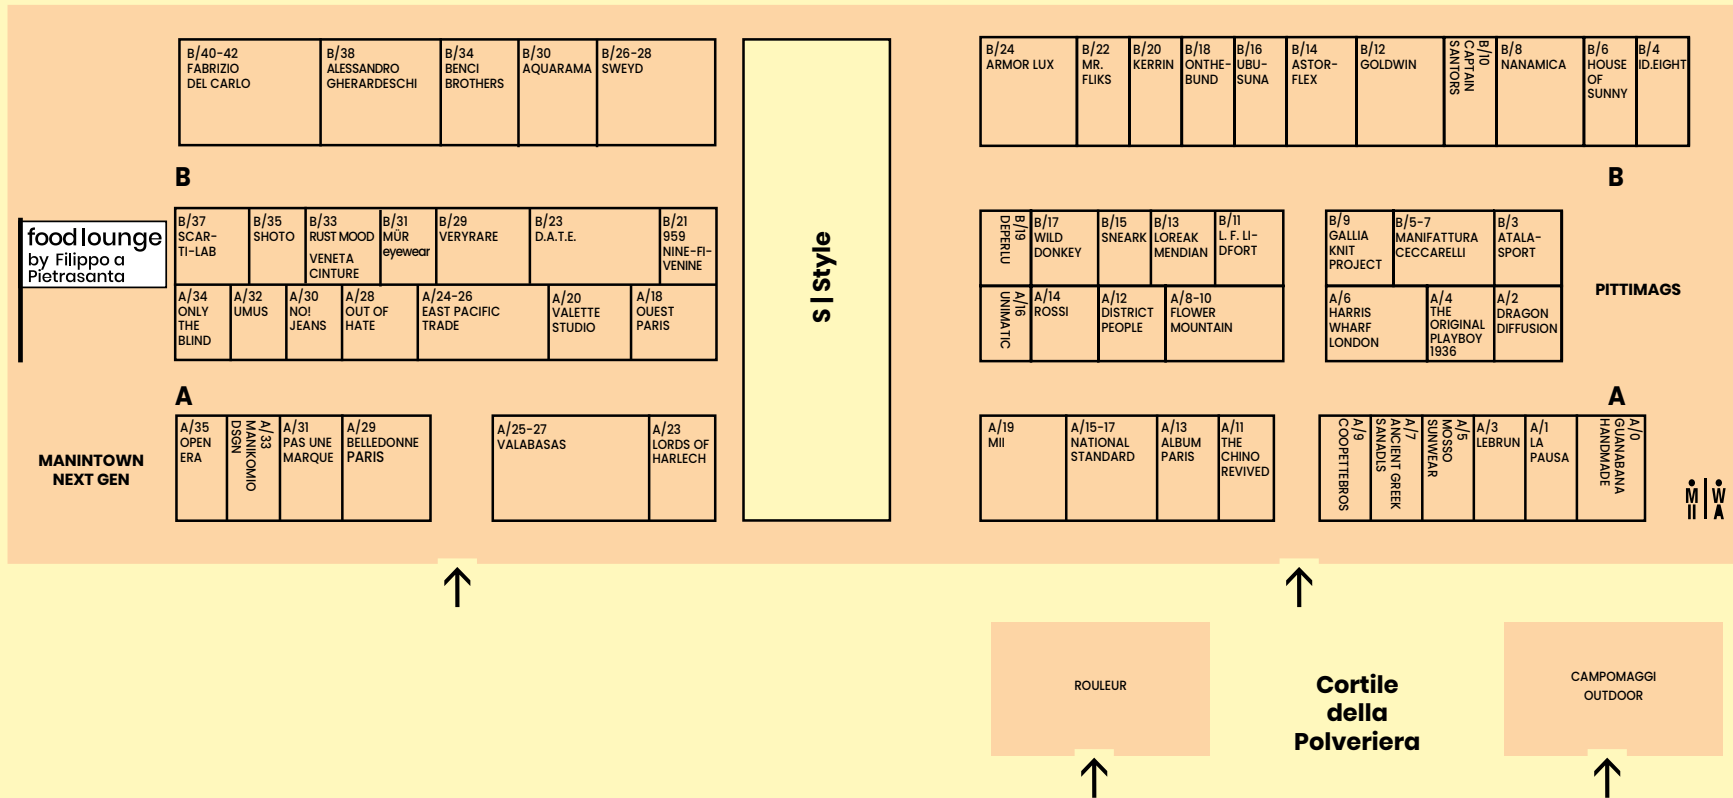 B/40-42
FABRIZIO
DEL CARLO
B/38
ALESSANDRO
GHERARDESCHI
B/34
BENCI
BROTHERS
B/30
AQUARAMA
B/26-28
SWEYD
B/24
ARMOR LUX
B/22
MR.
FLIKS
B/20
KERRIN
B/18
ONTHE-
BUND
B/16
UBU-
SUNA
B/14
ASTOR-
FLEX
B/12
GOLDWIN
B/10
CAPTAIN
SANTORS
B/8
NANAMICA
B/6
HOUSE
OF
SUNNY
B/4
ID.EIGHT
B
B
food lounge
by Filippo a
Pietrasanta
B/37
SCAR-
TI-LAB
B/35
SHOTO
B/33
RUST MOOD
VENETA
CINTURE
B/31
MÜR
eyewear
B/29
VERYRARE
B/23
D.A.T.E.
B/21
959
NINE-FI-
VENINE
A/34
ONLY
THE
BLIND
A/32
UMUS
A/30
NO!
JEANS
A/28
OUT OF
HATE
A/24-26
EAST PACIFIC
TRADE
A/20
VALETTE
STUDIO
A/18
OUEST
PARIS
S | Style
B/19
DEPERLU
B/17
WILD
DONKEY
B/15
SNEARK
B/13
LOREAK
MENDIAN
B/11
L. F. LI-
DFORT
B/9
GALLIA
KNIT
PROJECT
B/5-7
MANIFATTURA
CECCARELLI
B/3
ATALA-
SPORT
A/16
UNIMATIC
A/14
ROSSI
A/12
DISTRICT
PEOPLE
A/8-10
FLOWER
MOUNTAIN
A/6
HARRIS
WHARF
LONDON
A/4
THE
ORIGINAL
PLAYBOY
1936
A/2
DRAGON
DIFFUSION
PITTIMAGS
A
A
MANINTOWN
NEXT GEN
A/35
OPEN
ERA
A/33
MANIKOMIO
DSGN
A/31
PAS UNE
MARQUE
A/29
BELLEDONNE
PARIS
A/25-27
VALABASAS
A/23
LORDS OF
HARLECH
A/19
MII
A/15-17
NATIONAL
STANDARD
A/13
ALBUM
PARIS
A/11
THE
CHINO
REVIVED
A/9
COOPETTEBROS
A/7
ANCIENT GREEK
SANADLS
A/5
MOSSO
SUNWEAR
A/3
LEBRUN
A/1
LA
PAUSA
A/0
GUANABANA
HANDMADE
M W
ROULEUR
Cortile
della
Polveriera
CAMPOMAGGI
OUTDOOR